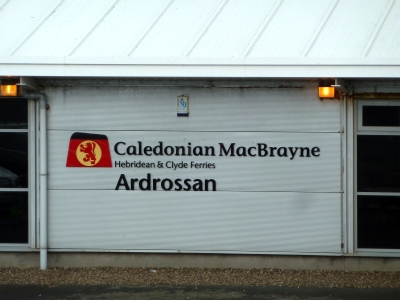 Caledonian MacBrayne
Hebridean & Clyde Ferries
Ardrossan